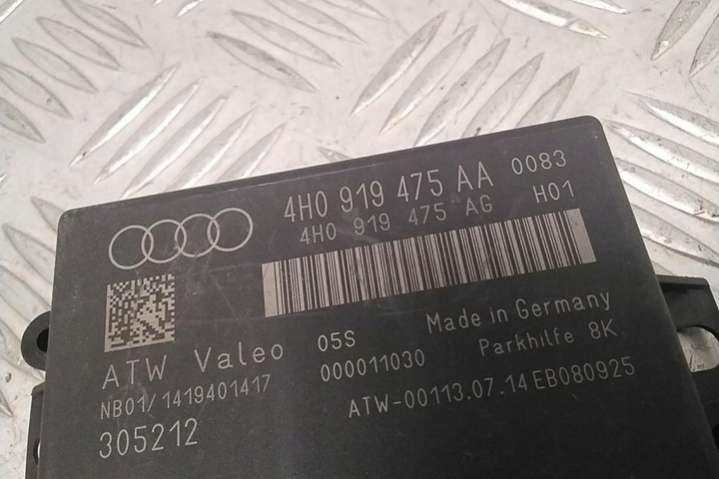 4H0 919 475 AA 0083
4H0 919 475 AG H01
Made in Germany
ATW Valeo 05S
Parkhilfe 8K
NB01/1419401417 000011030
ATW-00113.07.14EB080925
305212